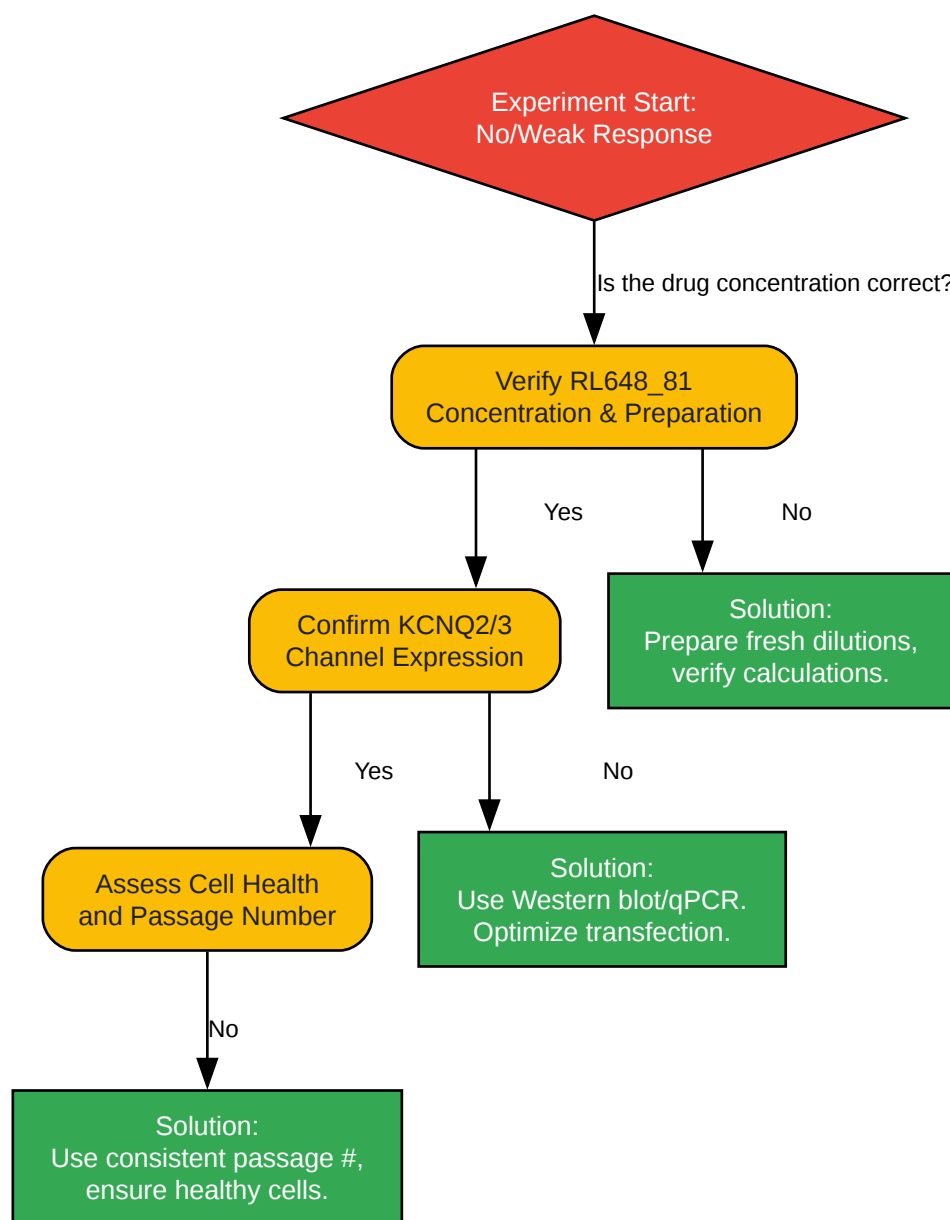 Experiment Start:
No/Weak Response
Is the drug concentration correct?
Verify RL648_81
Concentration & Preparation
Yes
No
Confirm KCNQ2/3
Channel Expression
Solution:
Prepare fresh dilutions,
verify calculations.
Yes
No
Assess Cell Health
and Passage Number
Solution:
Use Western blot/qPCR.
Optimize transfection.
No
Solution:
Use consistent passage #,
ensure healthy cells.